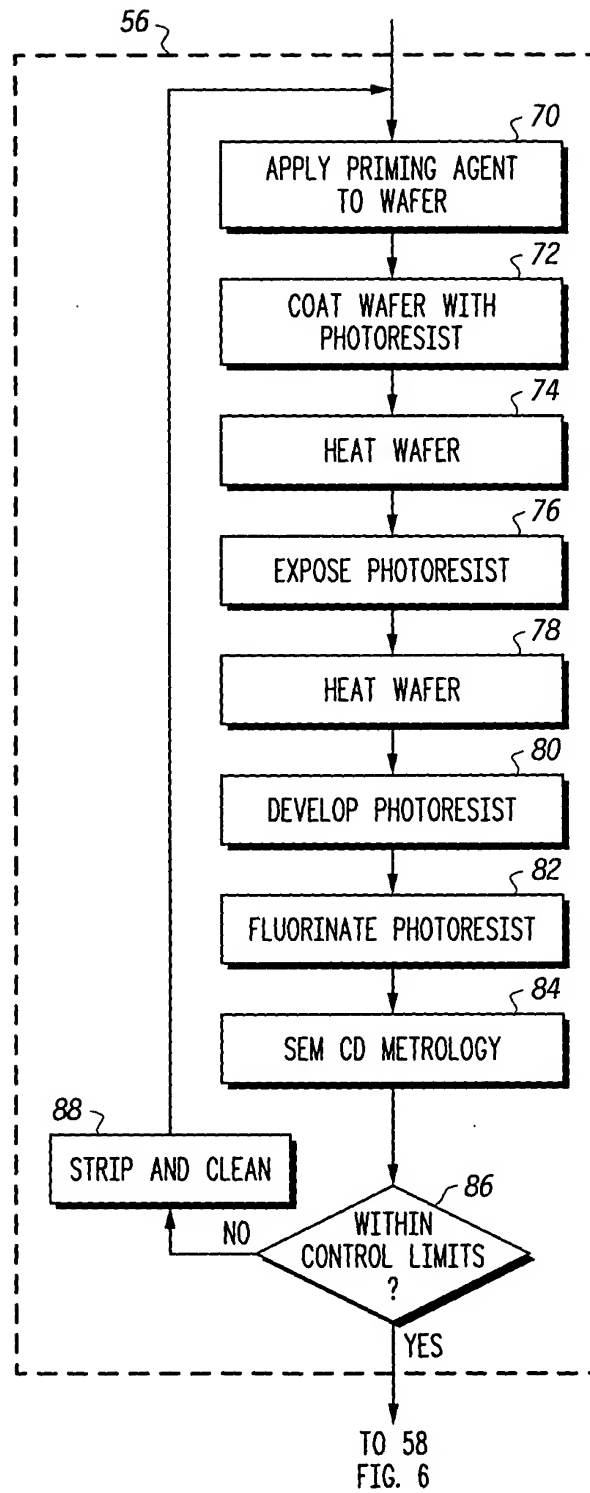 56
70
APPLY PRIMING AGENT
TO WAFER
72
COAT WAFER WITH
PHOTORESIST
74
HEAT WAFER
76
EXPOSE PHOTORESIST
78
HEAT WAFER
80
DEVELOP PHOTORESIST
82
FLUORINATE PHOTORESIST
84
SEM CD METROLOGY
88
STRIP AND CLEAN
86
WITHIN
CONTROL LIMITS
?
NO
YES
TO 58
FIG. 6